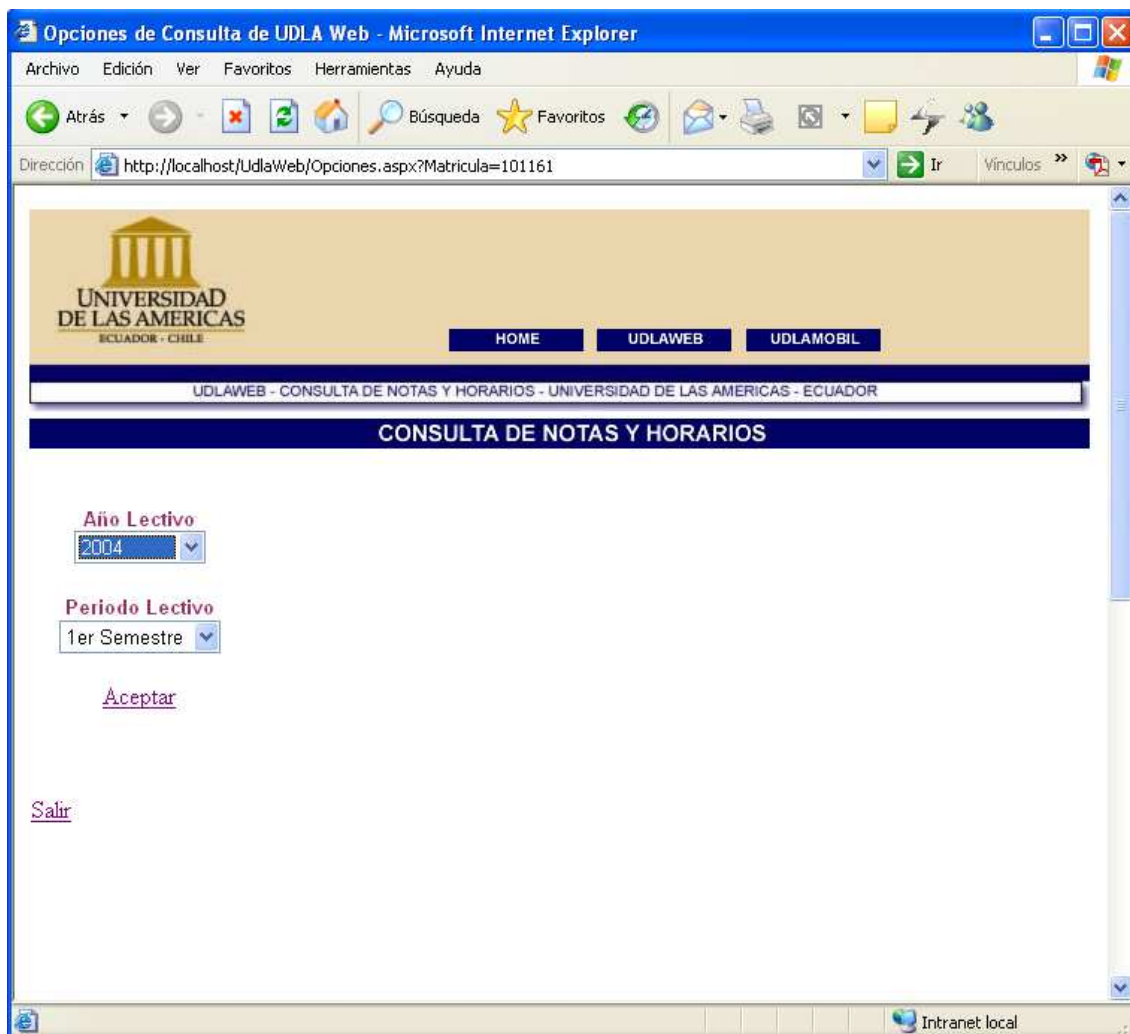 Opciones de Consulta de UDLA Web - Microsoft Internet Explorer
Archivo Edición Ver Favoritos Herramientas Ayuda
Atrás Búsqueda Favoritos
Dirección http://localhost/UdlaWeb/Opciones.aspx?Matricula=101161 Ir Vínculos »
UNIVERSIDAD
DE LAS AMERICAS
ECUADOR - CHILE
HOME UDLAWEB UDLAMOBIL
UDLAWEB - CONSULTA DE NOTAS Y HORARIOS - UNIVERSIDAD DE LAS AMERICAS - ECUADOR
CONSULTA DE NOTAS Y HORARIOS
Año Lectivo
2004
Periodo Lectivo
1er Semestre
Aceptar
Salir
Intranet local